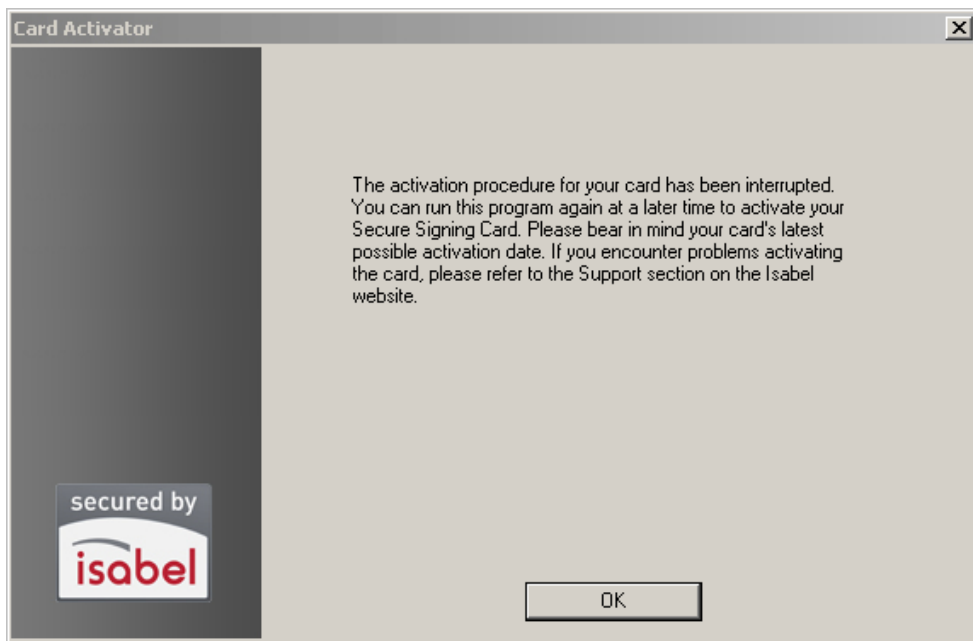 Card Activator
The activation procedure for your card has been interrupted.
You can run this program again at a later time to activate your
Secure Signing Card. Please bear in mind your card's latest
possible activation date. If you encounter problems activating
the card, please refer to the Support section on the Isabel
website.
secured by
isabel
OK